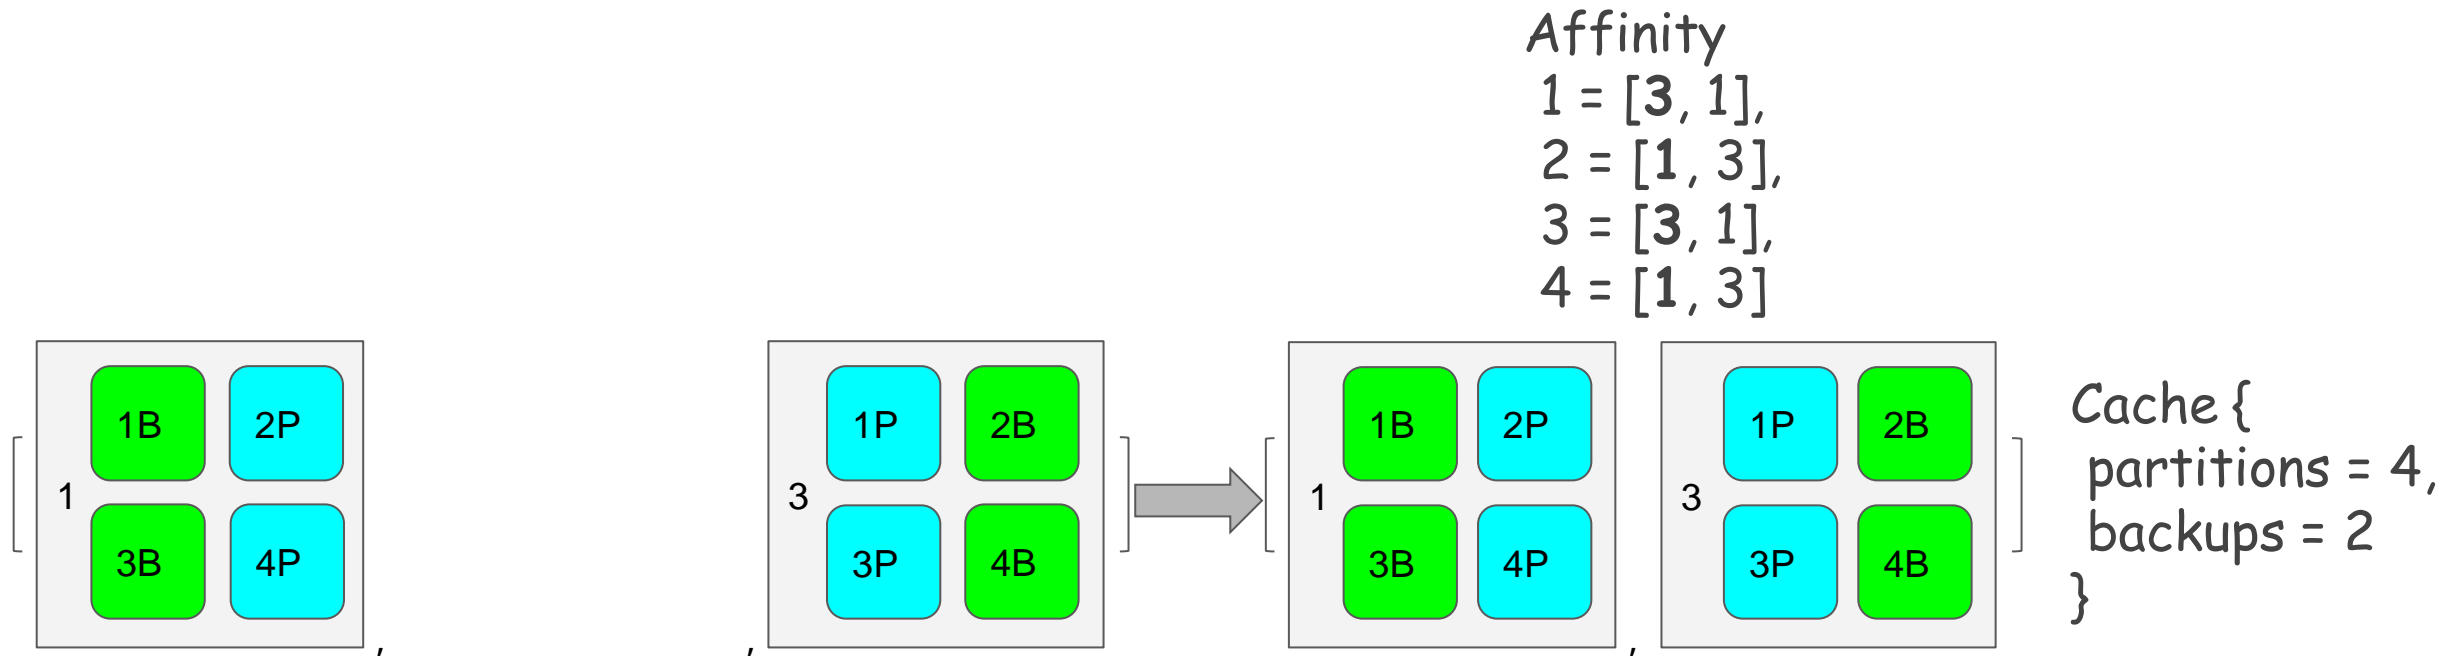 Affinity
1 = [3, 1],
2 = [1, 3],
3 = [3, 1],
4 = [1, 3]
[
1
1B
2P
3B
4P
,
,
3
1P
2B
3P
4B
]
[
1
1B
2P
3B
4P
,
3
1P
2B
3P
4B
]
Cache {
partitions = 4,
backups = 2
}